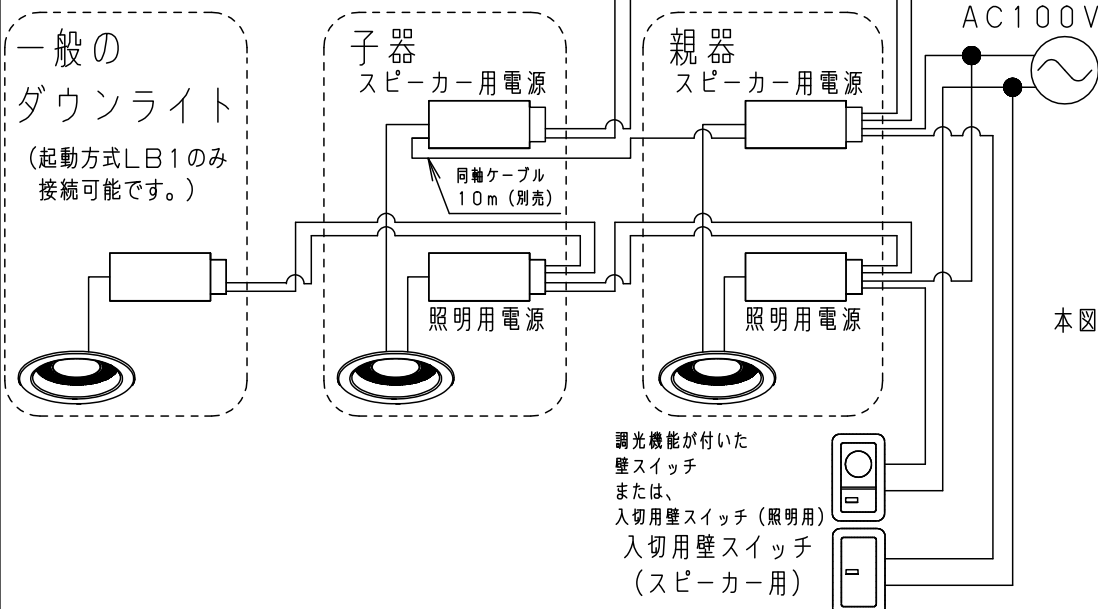 AC100V
一般の
ダウンライト
(起動方式LB1のみ
接続可能です。)
子器
スピーカー用電源
同軸ケーブル
10m(別売)
照明用電源
親器
スピーカー用電源
照明用電源
本図
調光機能が付いた
壁スイッチ
または、
入切用壁スイッチ(照明用)
入切用壁スイッチ
(スピーカー用)